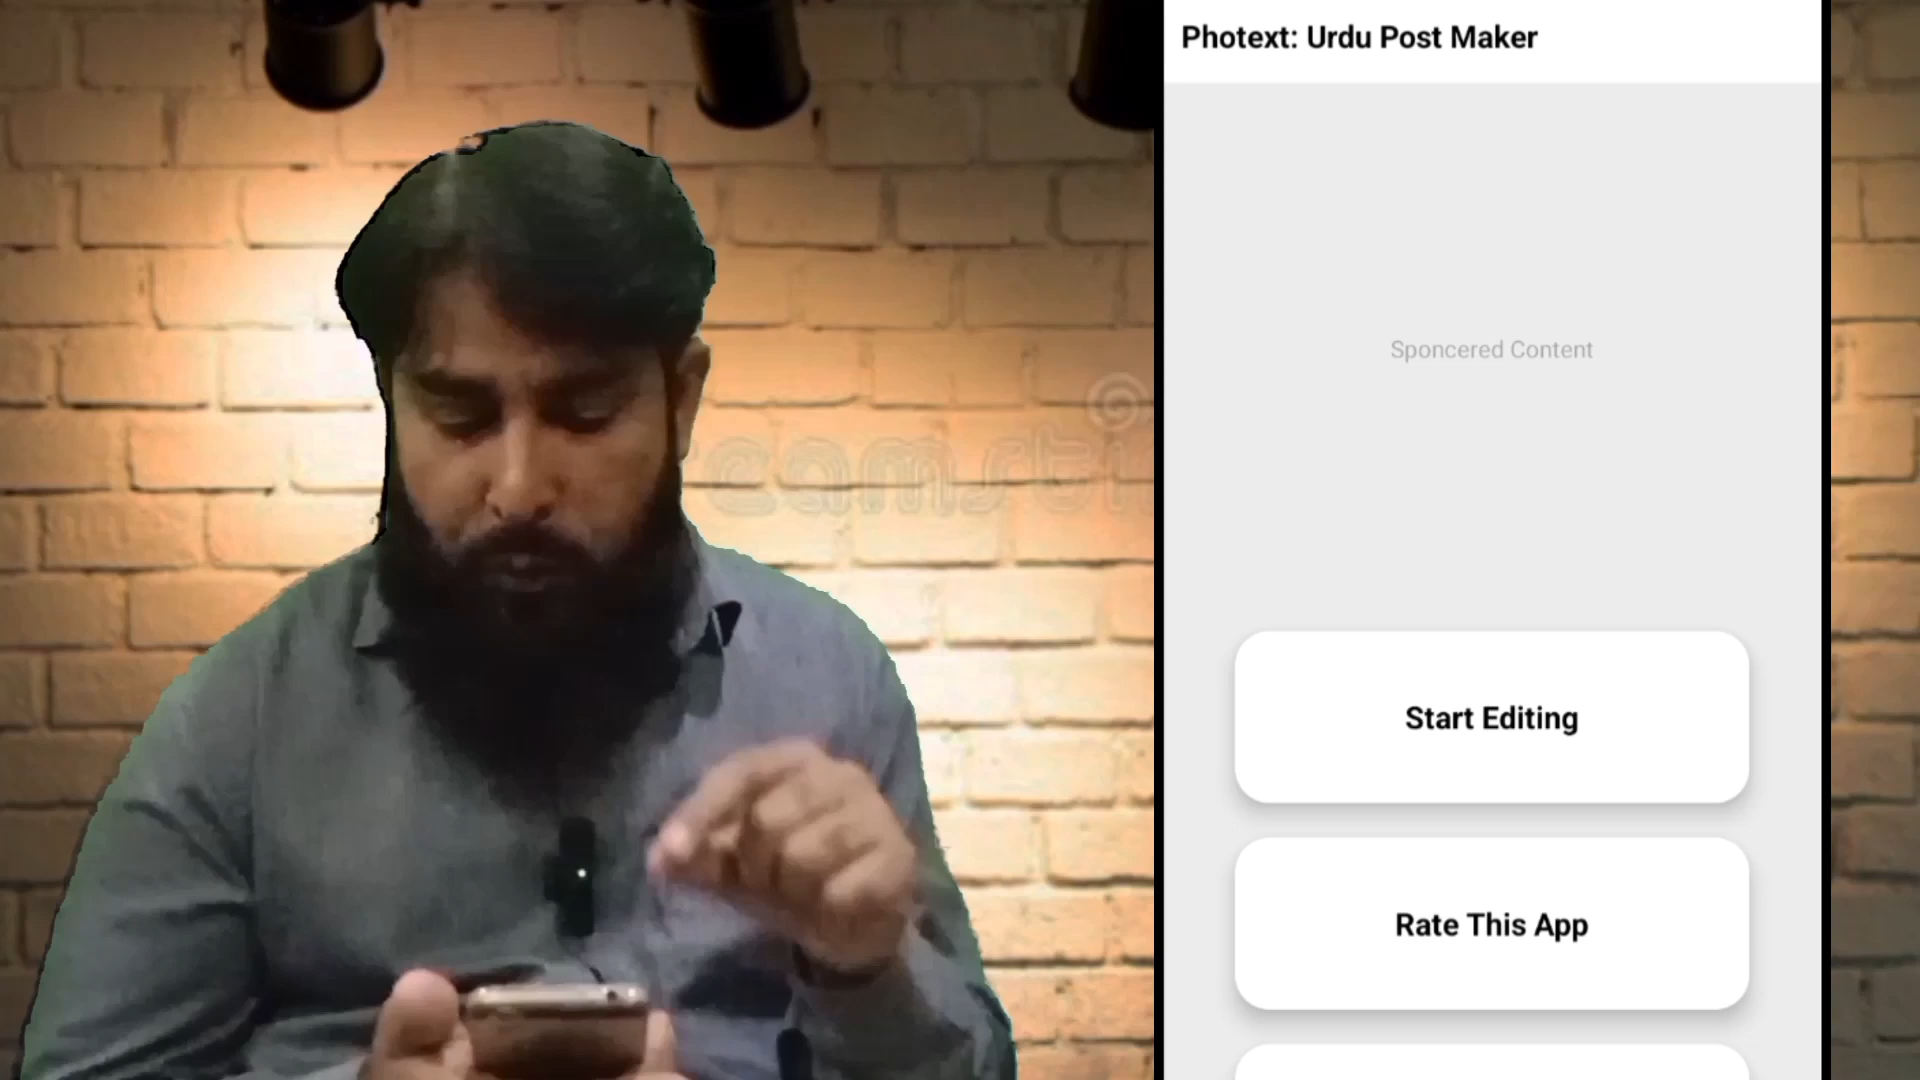 Photext: Urdu Post Maker
Sponcered Content
Start Editing
Rate This App